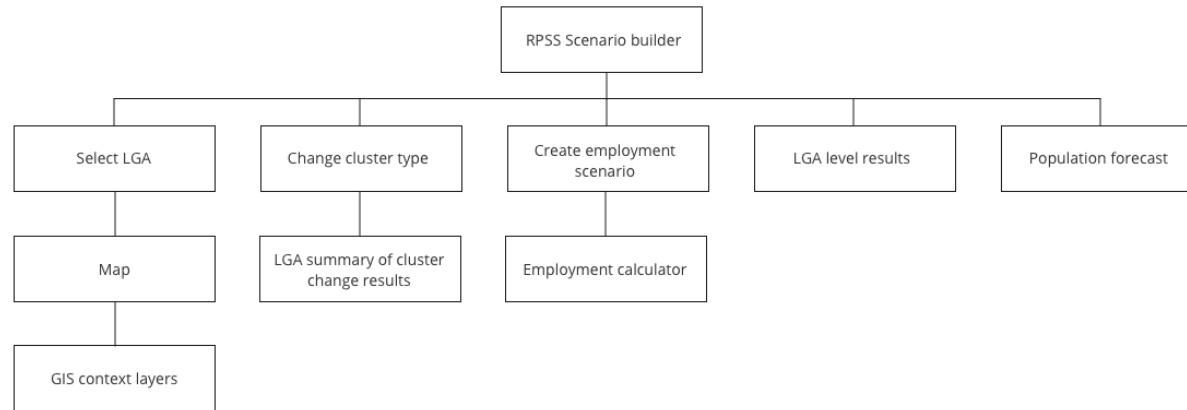 RPSS Scenario builder
Select LGA
Change cluster type
Create employment
scenario
LGA level results
Population forecast
Map
LGA summary of cluster
change results
Employment calculator
GIS context layers